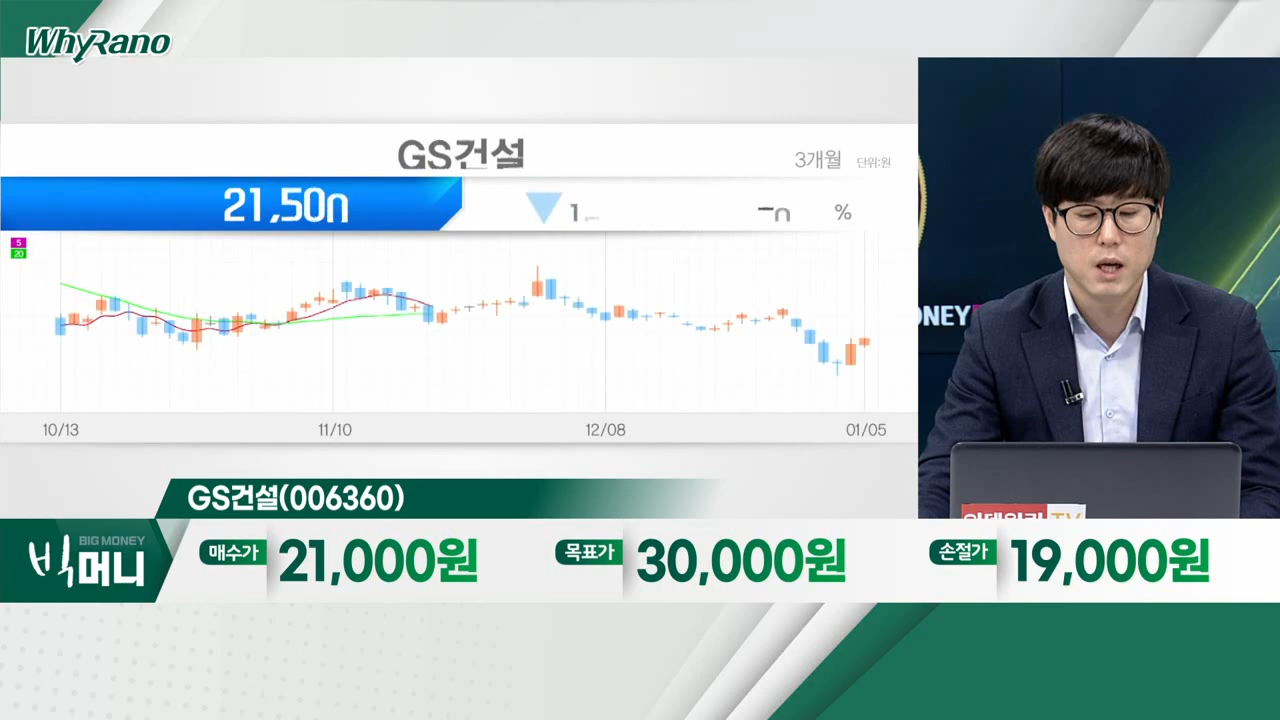 WhyRano
GS건설
3개월 단위:원
21,50
1 %
5
20
ONEY
10/13 11/10 12/08 01/05
GS건설(006360)
BIG MONEY
빅머니
매수가 21,000원 목표가 30,000원 손절가 19,000원